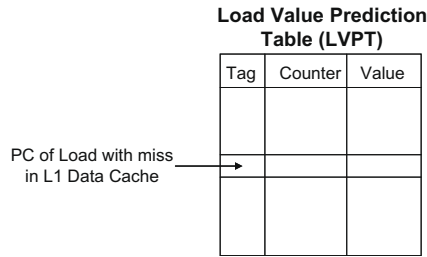 Load Value Prediction
Table (LVPT)
Tag Counter Value
PC of Load with miss
in L1 Data Cache